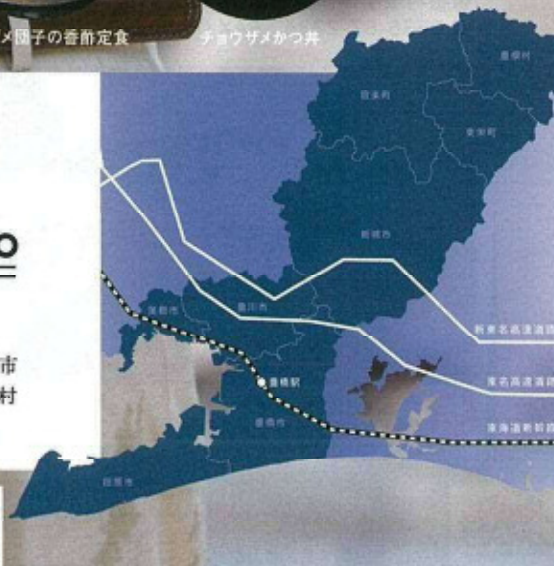 メ団子の香酢定食
チョウザメかつ丼
豊根村
設楽町
東栄町
新城市
豊川市
蒲郡市
新東名高速道路
市
東名高速道路
豊橋駅
村
豊橋市
東海道新幹線
田原市